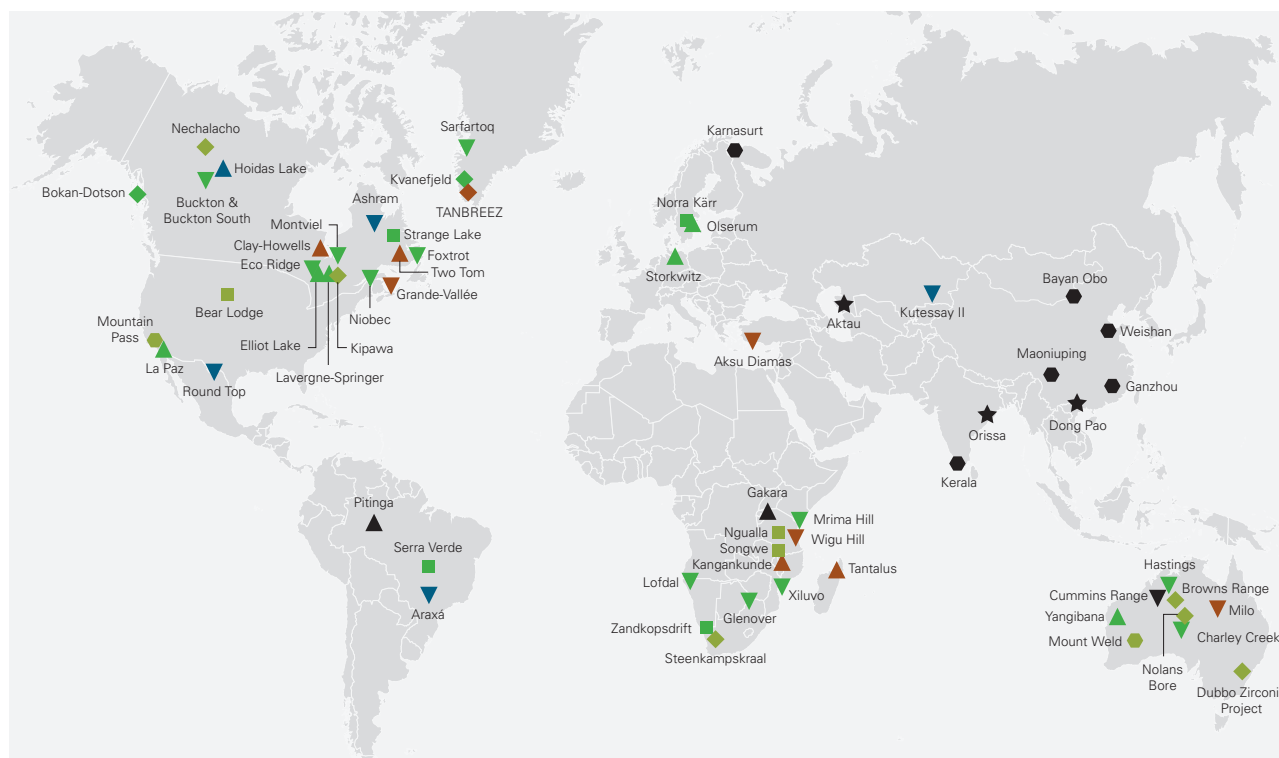 Nechalacho
Hoidas Lake
Bokan-Dotson
Buckton &
Buckton South
Sarfartoq
Kvanefjeld
TANBREEZ
Ashram
Montviel
Strange Lake
Clay-Howells
Foxtrot
Eco Ridge
Two Tom
Grande-Vallée
Bear Lodge
Niobec
Mountain
Pass
Elliot Lake
Kipawa
La Paz
Lavergne-Springer
Round Top
Pitinga
Serra Verde
Araxá
Karnasurt
Norra Kärr
Olserum
Storkwitz
Aktau
Kutessay II
Aksu Diamas
Bayan Obo
Weishan
Maoniuping
Ganzhou
Dong Pao
Orissa
Kerala
Gakara
Mrima Hill
Ngualla
Wigu Hill
Songwe
Kangankunde
Tantalus
Lofdal
Xiluvo
Glenover
Zandkopsdrift
Steenkampskraal
Hastings
Browns Range
Cummins Range
Milo
Yangibana
Charley Creek
Mount Weld
Nolans
Bore
Dubbo Zirconi
Project